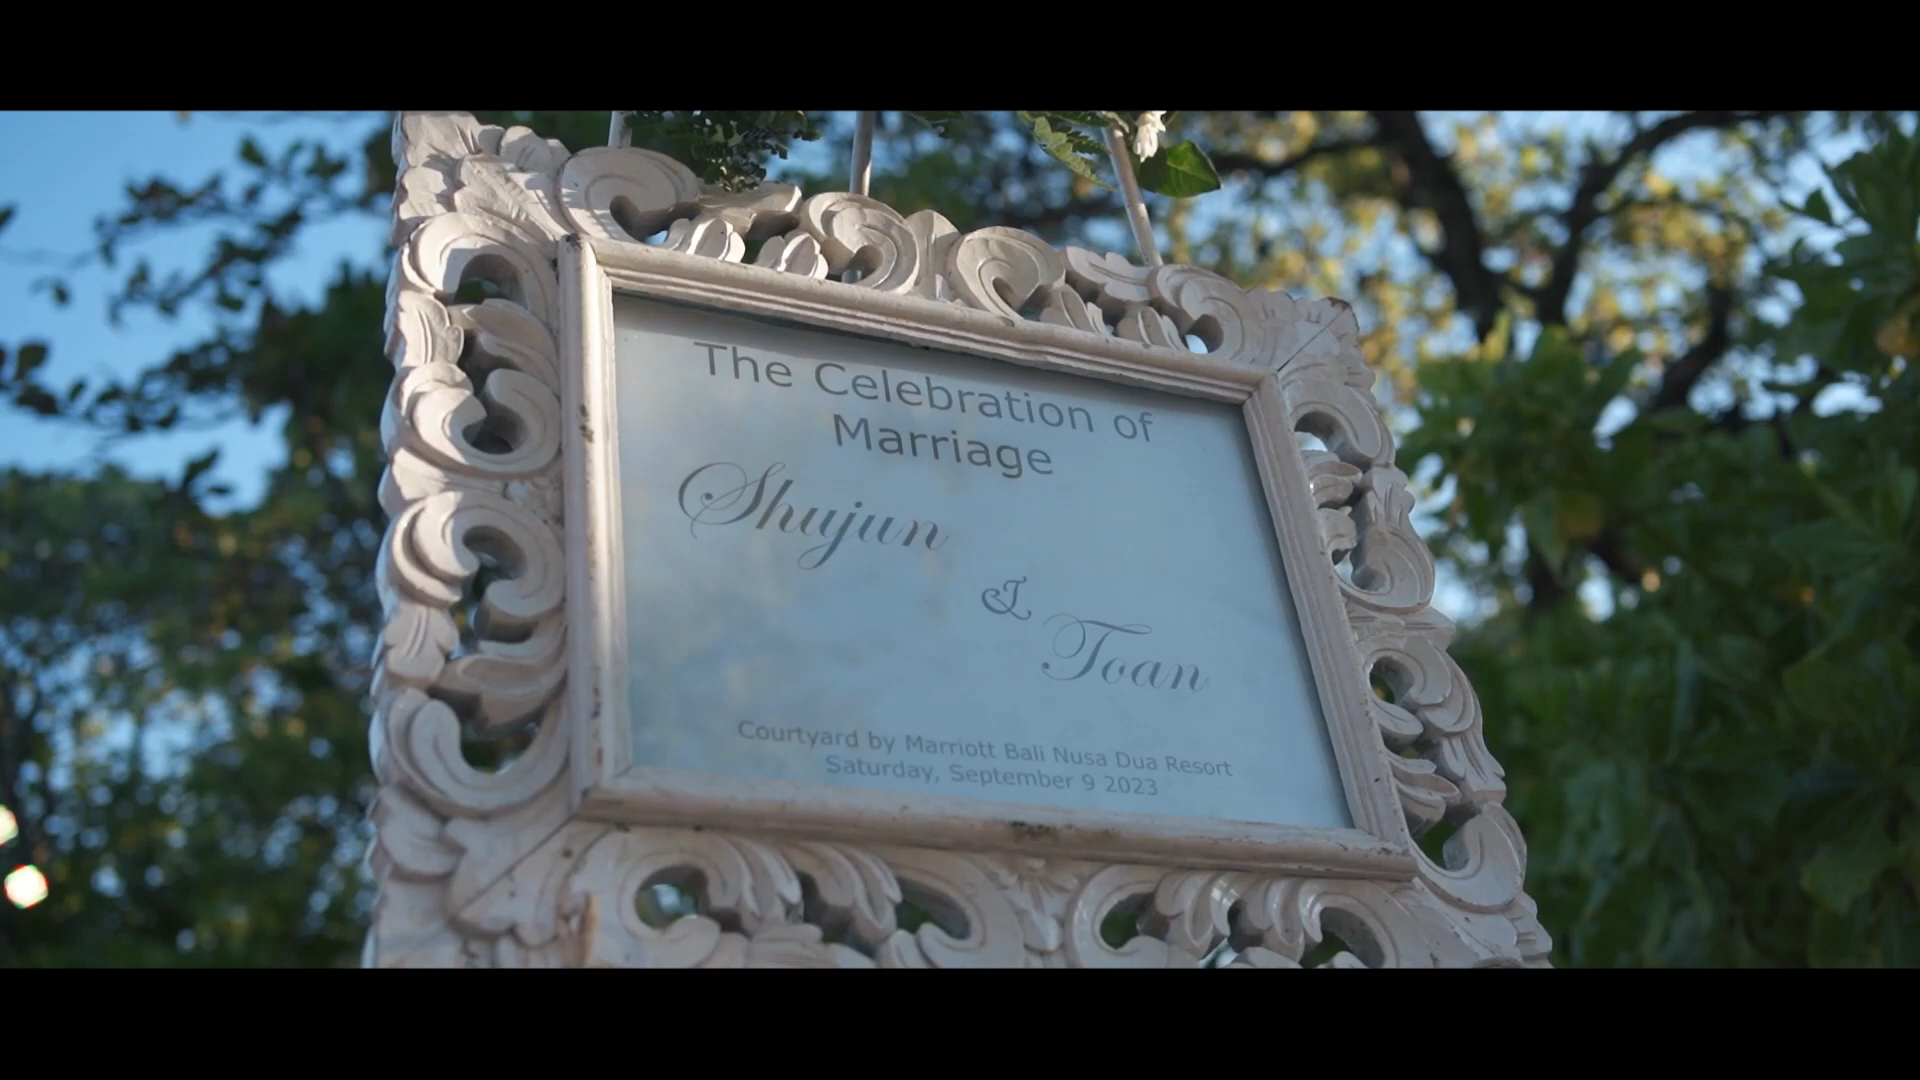 The Celebration of
Marriage
Shujun
&
Toan
Courtyard by Marriott Bali Nusa Dua Resort
Saturday, September 9 2023